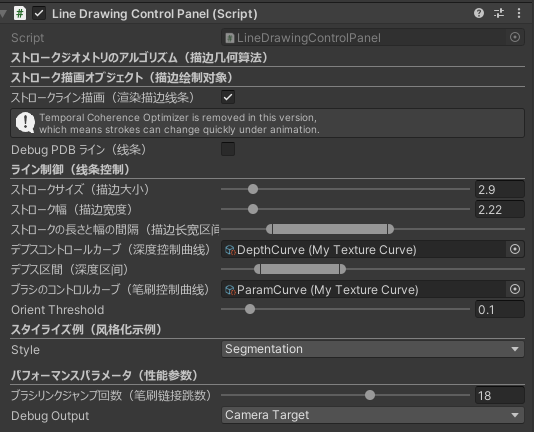 Line Drawing Control Panel (Script)
Script LineDrawingControlPanel
ストロークジオメトリのアルゴリズム（描边几何算法）
ストローク描画オブジェクト（描边绘制对象）
ストロークライン描画（渲染描边线条）
Temporal Coherence Optimizer is removed in this version,
which means strokes can change quickly under animation.
Debug PDB ライン（线条）
ライン制御（线条控制）
ストロークサイズ（描边大小） 2.9
ストローク幅（描边宽度） 2.22
ストロークの長さと幅の間隔（描边长宽区间
デプスコントロールカーブ（深度控制曲线） DepthCurve (My Texture Curve)
デプス区間（深度区间）
ブラシのコントロルカーブ（笔刷控制曲线） ParamCurve (My Texture Curve)
Orient Threshold 0.1
スタイライズ例（风格化示例）
Style Segmentation
パフォーマンスパラメータ（性能参数）
ブラシリンクジャンプ回数（笔刷链接跳数） 18
Debug Output Camera Target